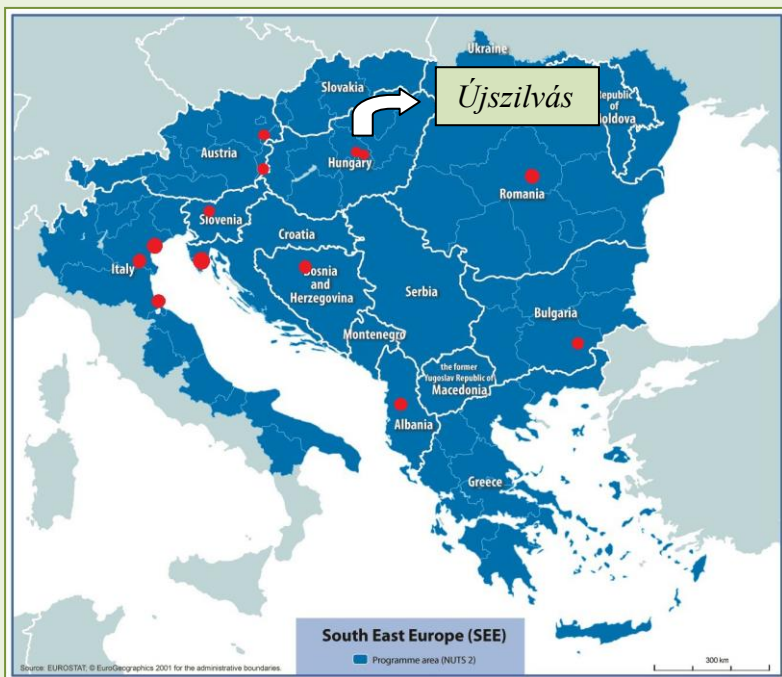 Ukraine
Slovakia
Újszilvás
Republic
of
Moldova
Austria
Hungary
Romania
Slovenia
Croatia
Italy
Bosnia
and
Herzegovina
Serbia
Bulgaria
Montenegro
the former
Yugoslav Republic of
Macedonia
Albania
Greece
South East Europe (SEE)
Programme area (NUTS 2)
Source: EUROSTAT, © EuroGeographics 2001 for the administrative boundaries.
300 km